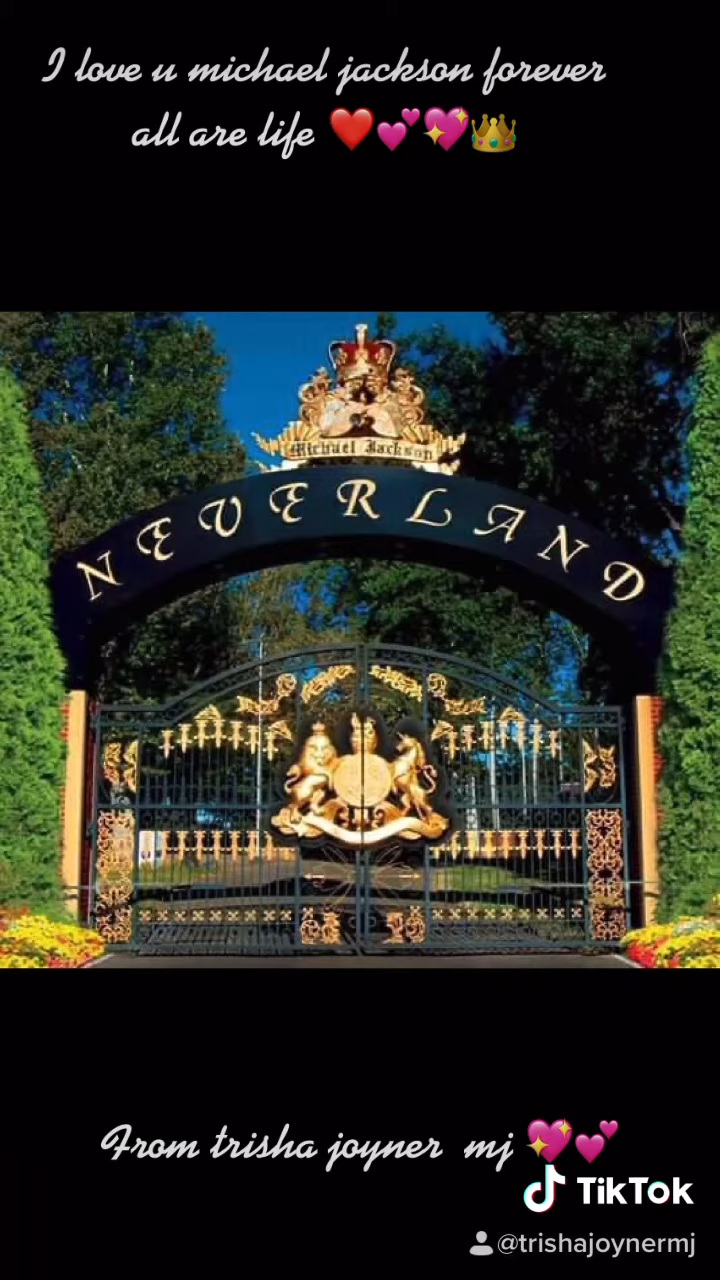 I love u michael jackson forever
all are life ❤️💕💖👑
Michael Jackson
NEVERLAND
From trisha joyner mj 💖💕
TikTok
@trishajoynermj